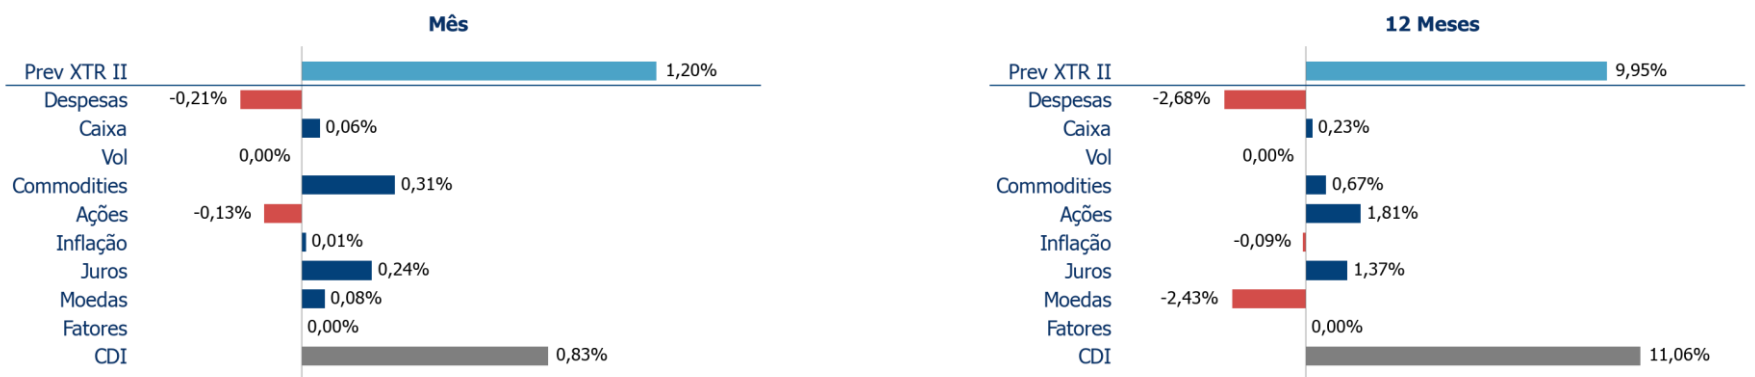 Mês
Prev XTR II 1,20%
Despesas -0,21%
Caixa 0,06%
Vol 0,00%
Commodities 0,31%
Ações -0,13%
Inflação 0,01%
Juros 0,24%
Moedas 0,08%
Fatores 0,00%
CDI 0,83%
12 Meses
Prev XTR II 9,95%
Despesas -2,68%
Caixa 0,23%
Vol 0,00%
Commodities 0,67%
Ações 1,81%
Inflação -0,09%
Juros 1,37%
Moedas -2,43%
Fatores 0,00%
CDI 11,06%